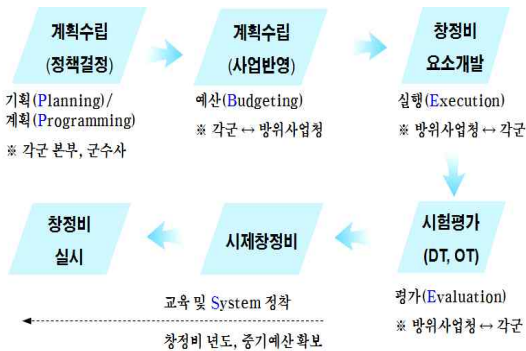 계획수립
(정책결정)
계획수립
(사업반영)
창정비
요소개발
기획(Planning)/
계획(Programming)
※ 각군 본부, 군수사
예산(Budgeting)
※ 각군 ↔ 방위사업청
실행(Execution)
※ 방위사업청 ↔ 각군
창정비
실시
시제창정비
시험평가
(DT, OT)
평가(Evaluation)
※ 방위사업청 ↔ 각군
교육 및 System 정착
창정비 년도, 중기예산 확보